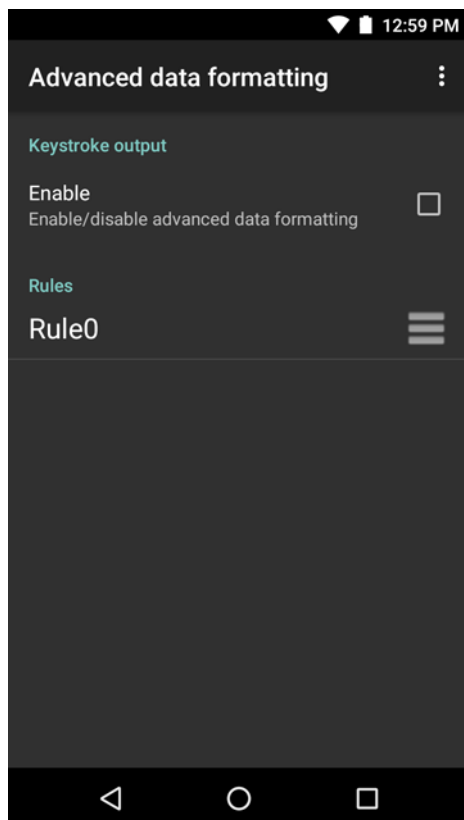 12:59 PM
Advanced data formatting
Keystroke output
Enable
Enable/disable advanced data formatting
Rules
Rule0